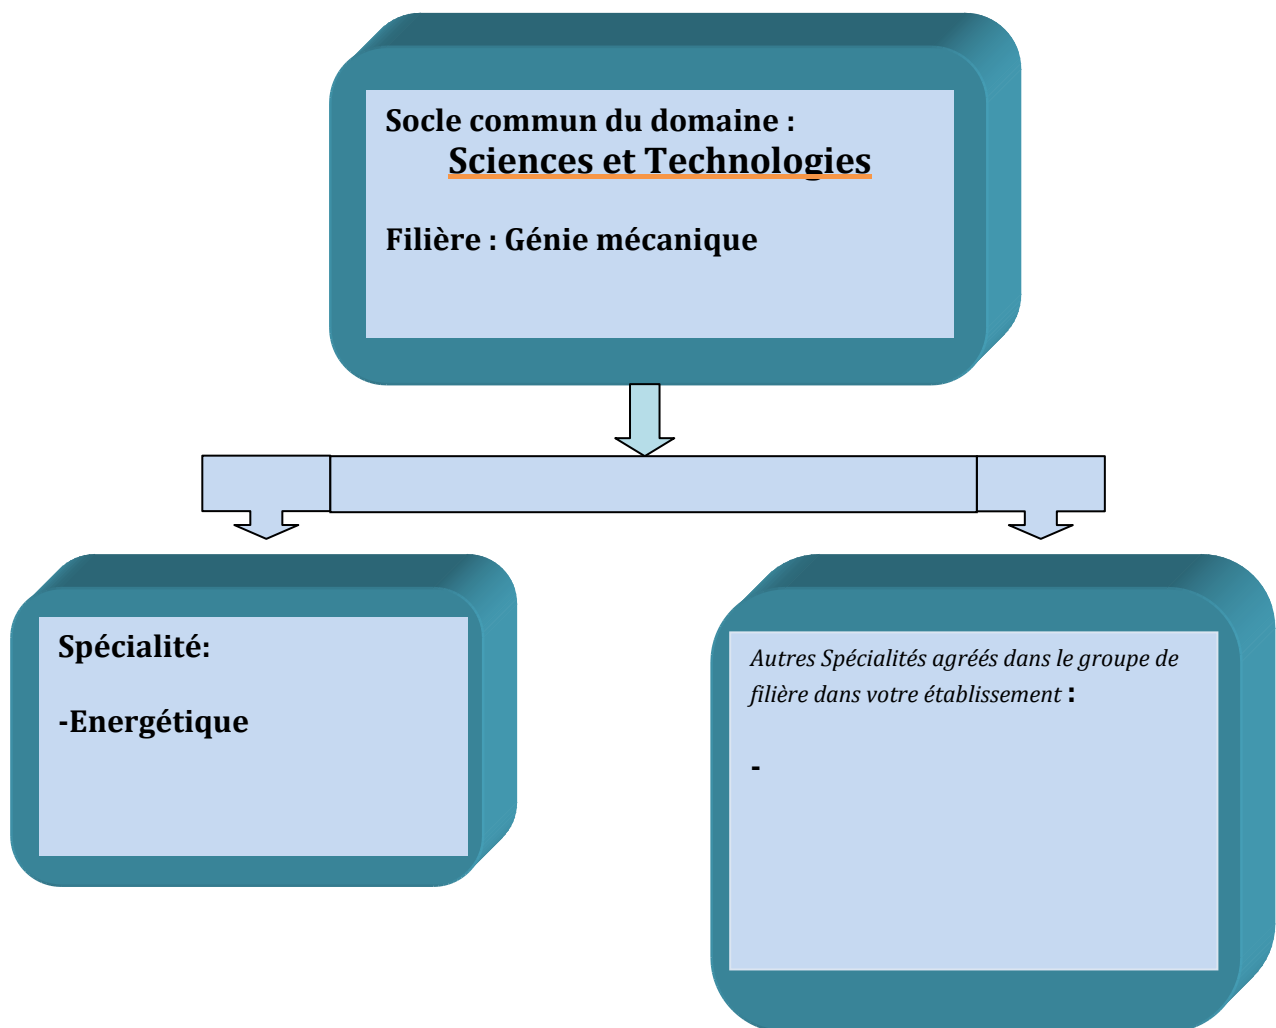 Socle commun du domaine :
Sciences et Technologies
Filière : Génie mécanique
Spécialité:
-Energétique
Autres Spécialités agréés dans le groupe de
filière dans votre établissement :
-